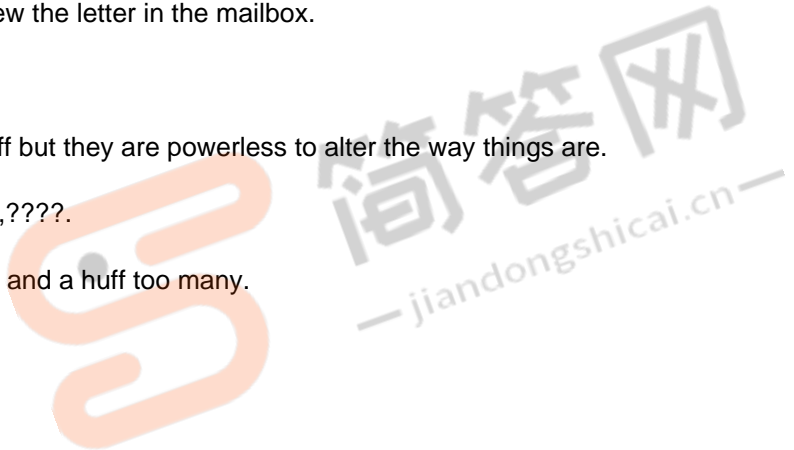 ew the letter in the mailbox.
ff but they are powerless to alter the way things are.
,????.
and a huff too many.
简答网
jiandongshicai.cn